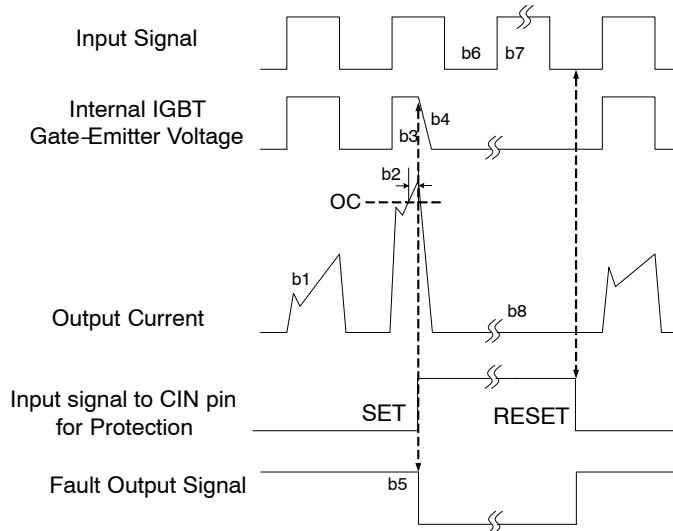 Input Signal
b6
b7
Internal IGBT
Gate-Emitter Voltage
b3
b4
b2
OC
b1
Output Current
b8
Input signal to CIN pin
for Protection
SET
RESET
Fault Output Signal
b5